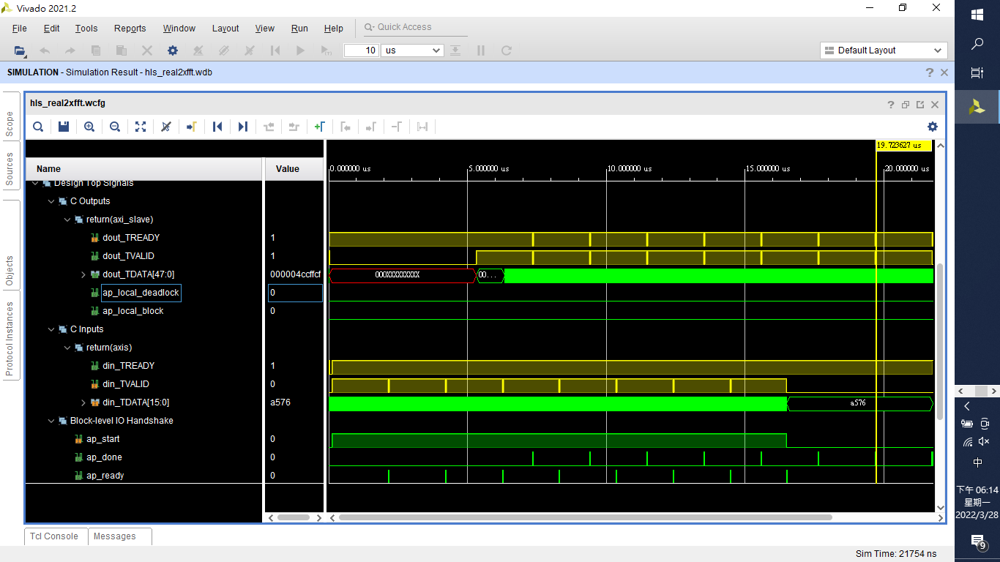 Vivado 2021.2
File Edit Tools Reports Window Layout View Run Help Quick Access
10 us Default Layout
SIMULATION - Simulation Result - hls_real2xfft.wdb
hls_real2xfft.wcfg
Scope
Sources
Objects
Protocol Instances
19.723627 us
Name Value 0.000000 us 5.000000 us 10.000000 us 15.000000 us 20.000000 us
Design Top Signals
C Outputs
return(axi_slave)
dout_TREADY 1
dout_TVALID 1
dout_TDATA[47:0] 000004ccffcf 000XXXXXXXXX 00...
ap_local_deadlock 0
ap_local_block 0
C Inputs
return(axis)
din_TREADY 1
din_TVALID 0
din_TDATA[15:0] a576 a576
Block-level IO Handshake
ap_start 0
ap_done 0
ap_ready 0
Tcl Console Messages
Sim Time: 21754 ns
中
下午 06:14
星期一
2022/3/28
9